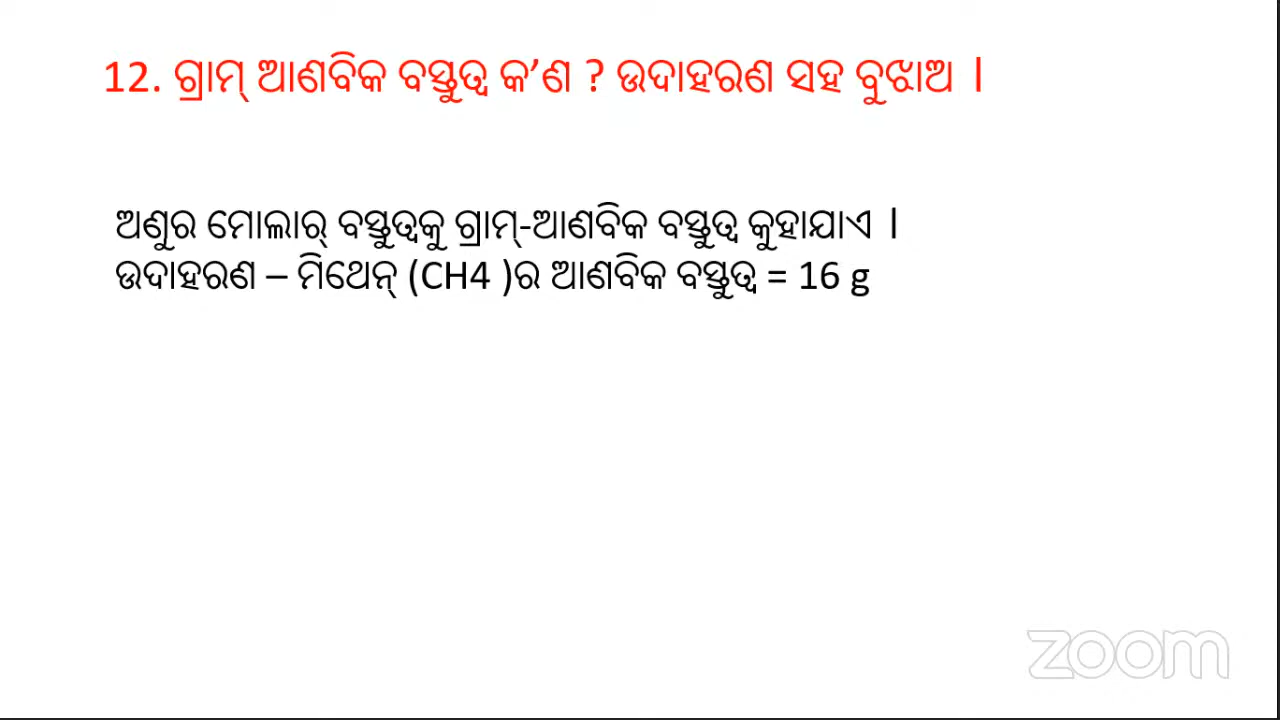 12. ଗ୍ରାମ୍ ଆଣବିକ ବସ୍ତୁତ୍ୱ କ’ଣ ? ଉଦାହରଣ ସହ ବୁଝାଅ ।
ଅଣୁର ମୋଲାର୍ ବସ୍ତୁତ୍ୱକୁ ଗ୍ରାମ୍-ଆଣବିକ ବସ୍ତୁତ୍ୱ କୁହାଯାଏ ।
ଉଦାହରଣ – ମିଥେନ୍ (CH4 )ର ଆଣବିକ ବସ୍ତୁତ୍ୱ = 16 g
zoom